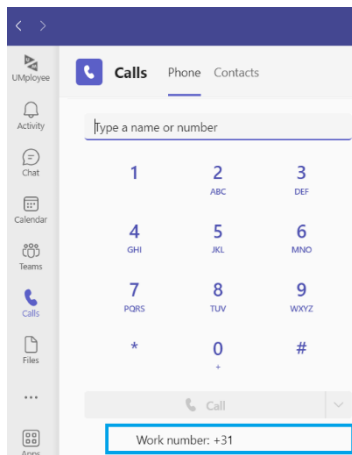 < >
UMployee
Calls Phone Contacts
Activity
Type a name or number
Chat
1 2 3
ABC DEF
Calendar
4 5 6
GHI JKL MNO
Teams
7 8 9
PQRS TUV WXYZ
Calls
* 0 #
+
Files
...
Call
Work number: +31
Apps